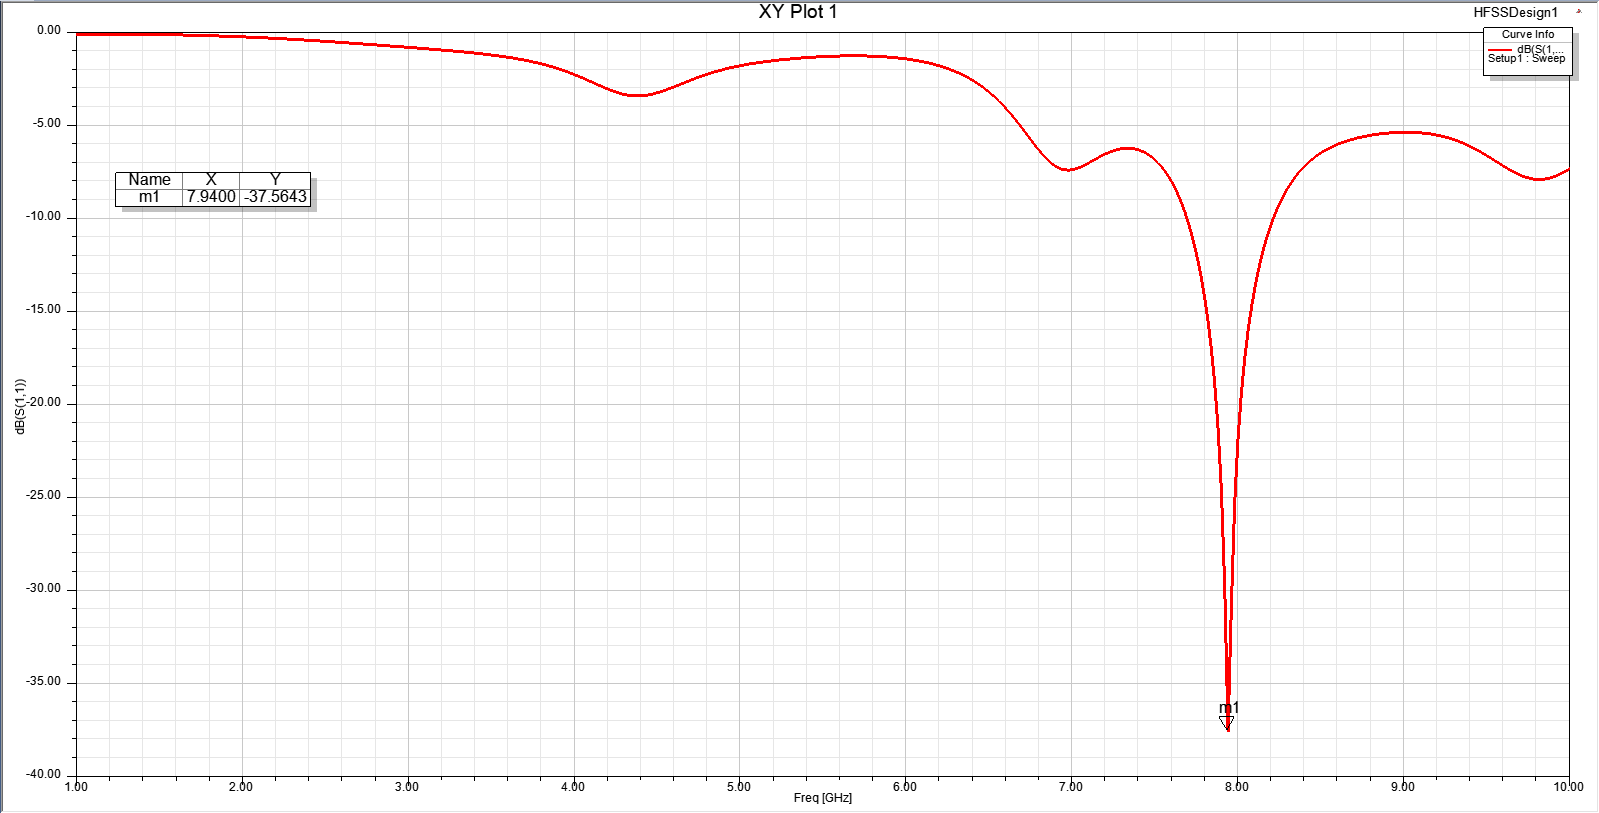 XY Plot 1
HFSSDesign1
Curve Info
dB(S(1,...
Setup1 : Sweep
0.00
-5.00
-10.00
-15.00
-20.00
-25.00
-30.00
-35.00
-40.00
dB(S(1,1))
Name X Y
m1 7.9400 -37.5643
m1
1.00 2.00 3.00 4.00 5.00 6.00 7.00 8.00 9.00 10.00
Freq [GHz]